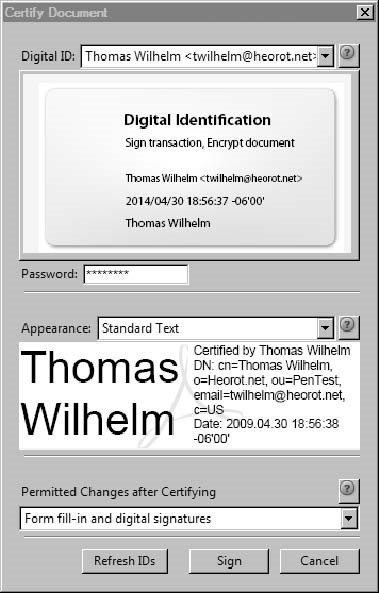 Certify Document
Digital ID: Thomas Wilhelm <twilhelm@heorot.net>
Digital Identification
Sign transaction, Encrypt document
Thomas Wilhelm <twilhelm@heorot.net>
2014/04/30 18:56:37 -06'00'
Thomas Wilhelm
Password: ********
Appearance: Standard Text
Thomas
Wilhelm
Certified by Thomas Wilhelm
DN: cn=Thomas Wilhelm,
o=Heorot.net, ou=PenTest,
email=twilhelm@heorot.net,
c=US
Date: 2009.04.30 18:56:38
-06'00'
Permitted Changes after Certifying
Form fill-in and digital signatures
Refresh IDs Sign Cancel